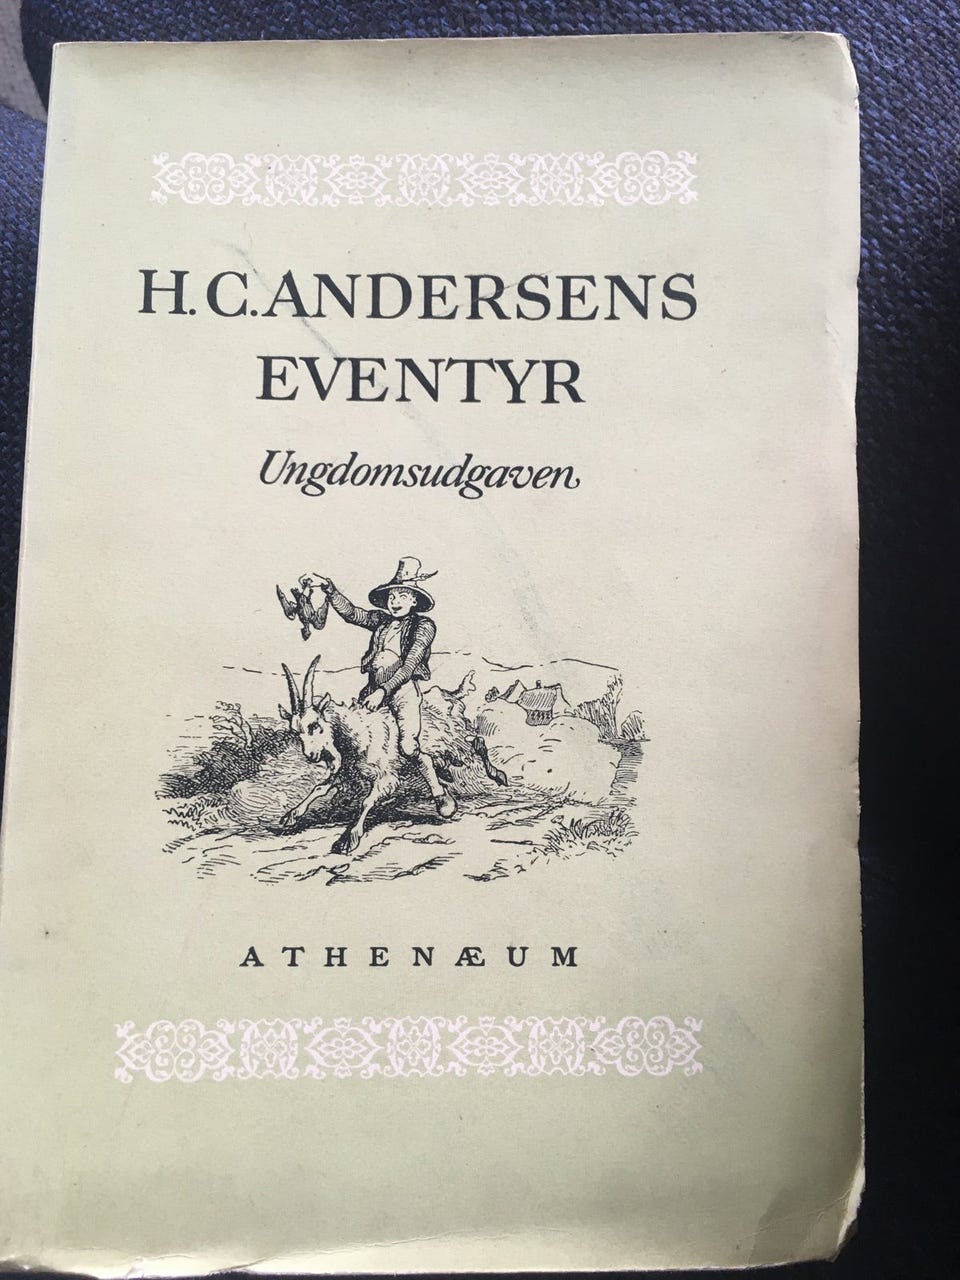 H. C. ANDERSENS
EVENTYR
Ungdomsudgaven
ATHENÆUM